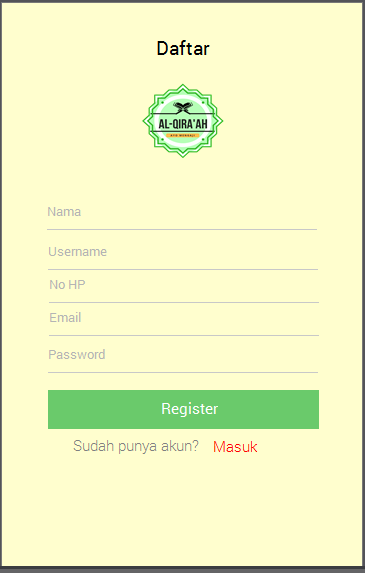 Daftar
AL-QIRA'AH
Nama
Username
No HP
Email
Password
Register
Sudah punya akun? Masuk